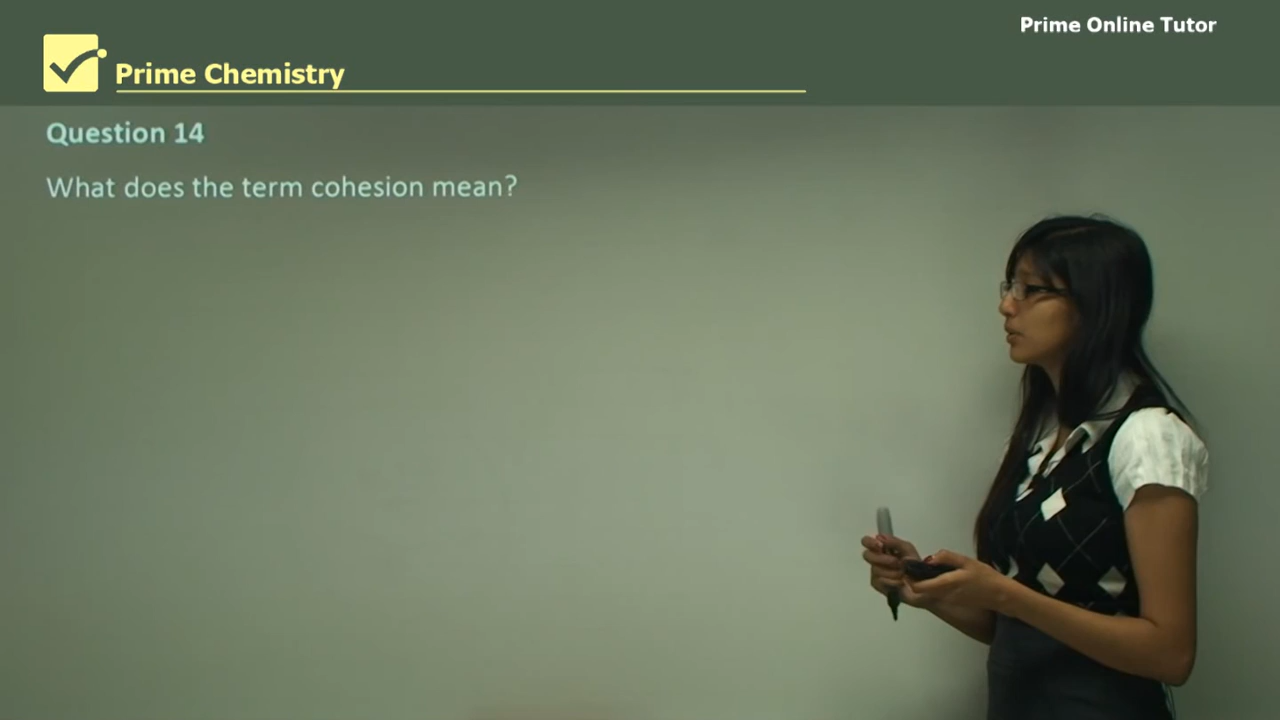 Prime Online Tutor
Prime Chemistry
Question 14
What does the term cohesion mean?